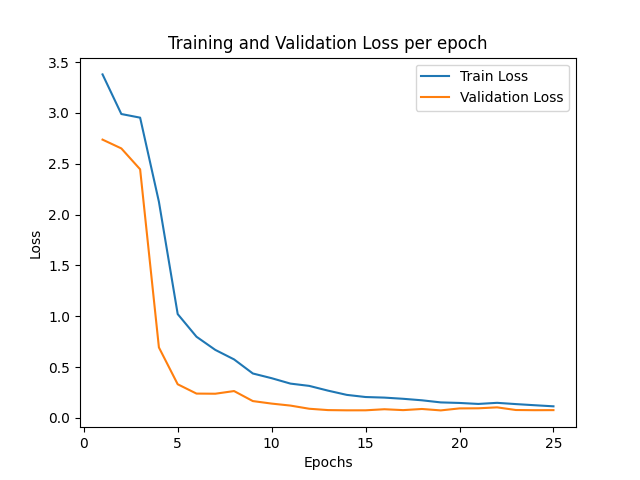 Training and Validation Loss per epoch
Train Loss
Validation Loss
3.5
3.0
2.5
2.0
1.5
1.0
0.5
0.0
Loss
0 5 10 15 20 25
Epochs